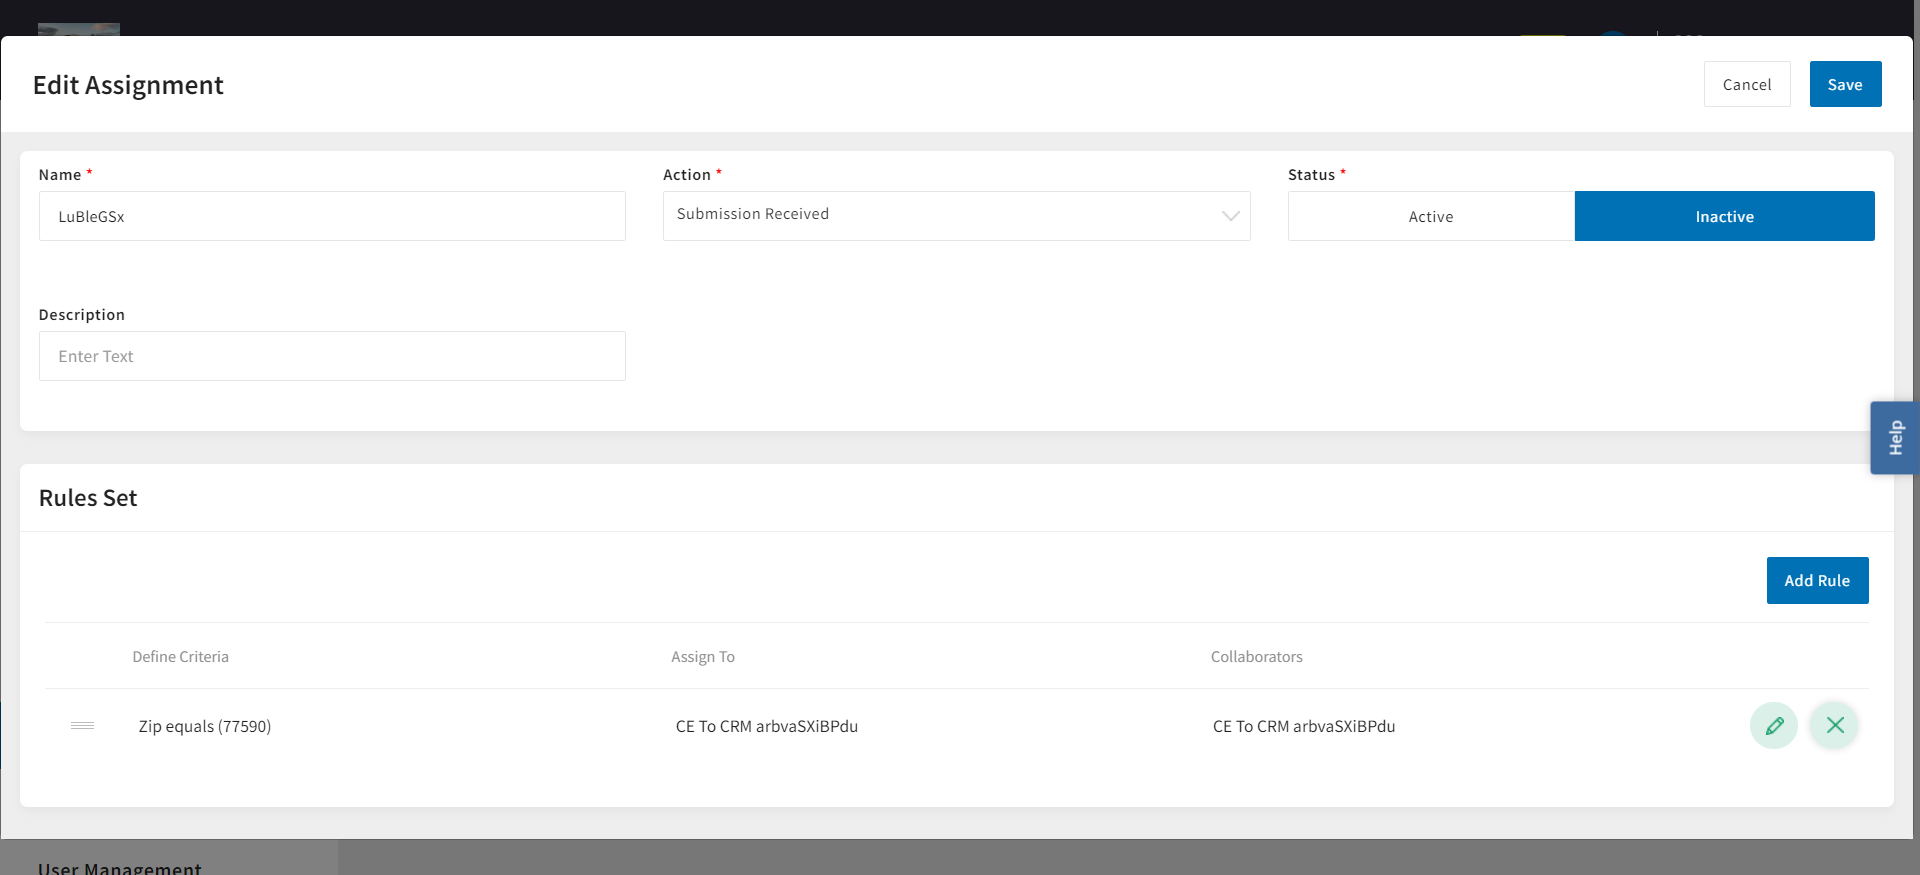 Edit Assignment
Cancel
Save
Name *
Action *
Status *
LuBleGSx
Submission Received
Active
Inactive
Description
Enter Text
Help
Rules Set
Add Rule
Define Criteria
Assign To
Collaborators
Zip equals (77590)
CE To CRM arbvaSXiBPdu
CE To CRM arbvaSXiBPdu
User Management